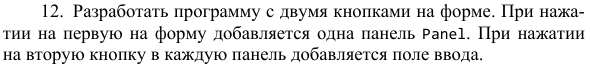 12. Разработать программу с двумя кнопками на форме. При нажа-
тии на первую на форму добавляется одна панель Panel. При нажатии
на вторую кнопку в каждую панель добавляется поле ввода.